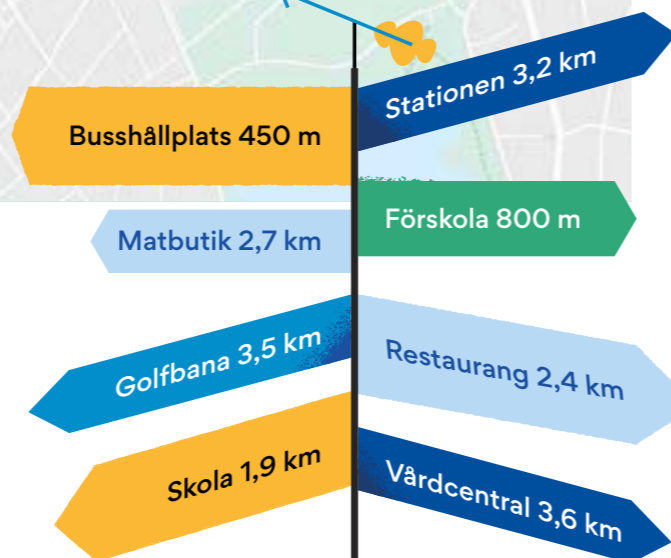 Stationen 3,2 km
Busshållplats 450 m
Förskola 800 m
Matbutik 2,7 km
Golfbana 3,5 km
Restaurang 2,4 km
Skola 1,9 km
Vårdcentral 3,6 km